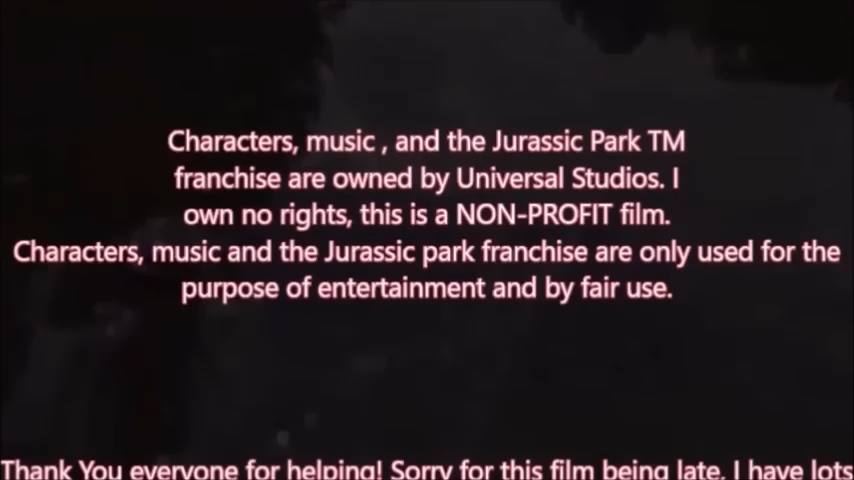 Characters, music , and the Jurassic Park TM
franchise are owned by Universal Studios. I
own no rights, this is a NON-PROFIT film.
Characters, music and the Jurassic park franchise are only used for the
purpose of entertainment and by fair use.
Thank You everyone for helping! Sorry for this film being late, I have lots